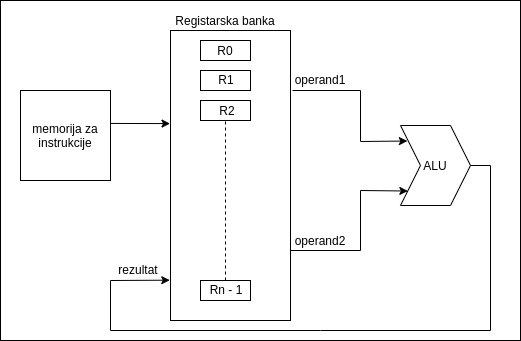 Registarska banka
R0
R1
R2
operand1
memorija za
instrukcije
ALU
operand2
rezultat
Rn - 1